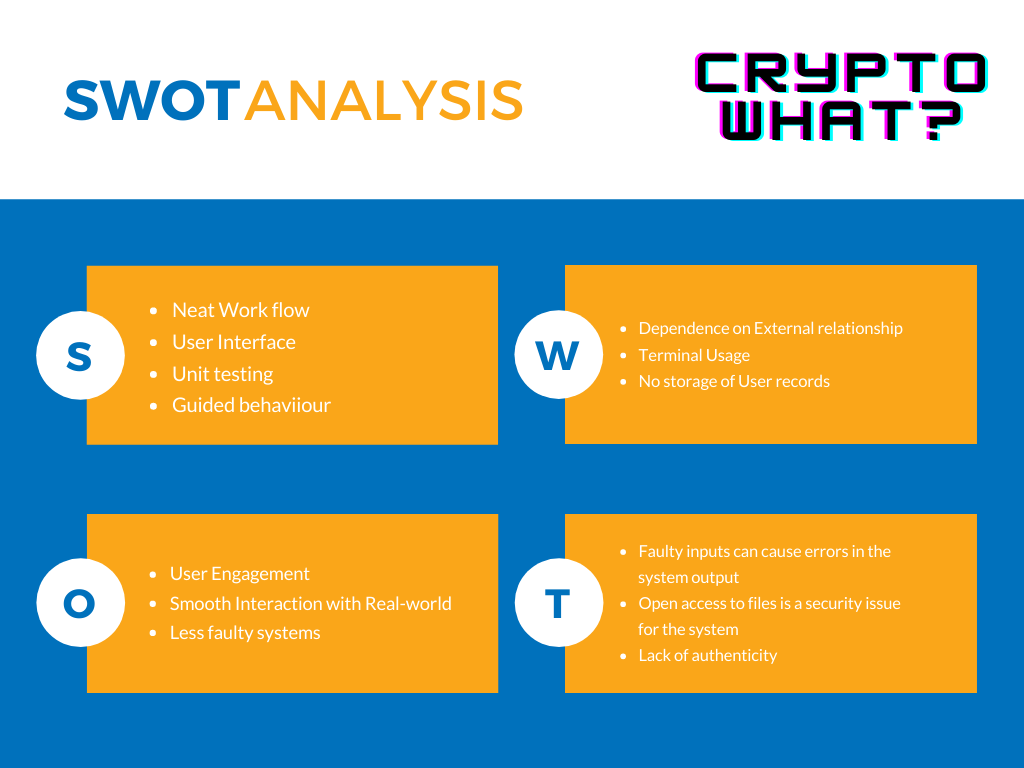 SWOT ANALYSIS
CRYPTO
WHAT?
S
• Neat Work flow
• User Interface
• Unit testing
• Guided behaviiour
W
• Dependence on External relationship
• Terminal Usage
• No storage of User records
O
• User Engagement
• Smooth Interaction with Real-world
• Less faulty systems
T
• Faulty inputs can cause errors in the
system output
• Open access to files is a security issue
for the system
• Lack of authenticity